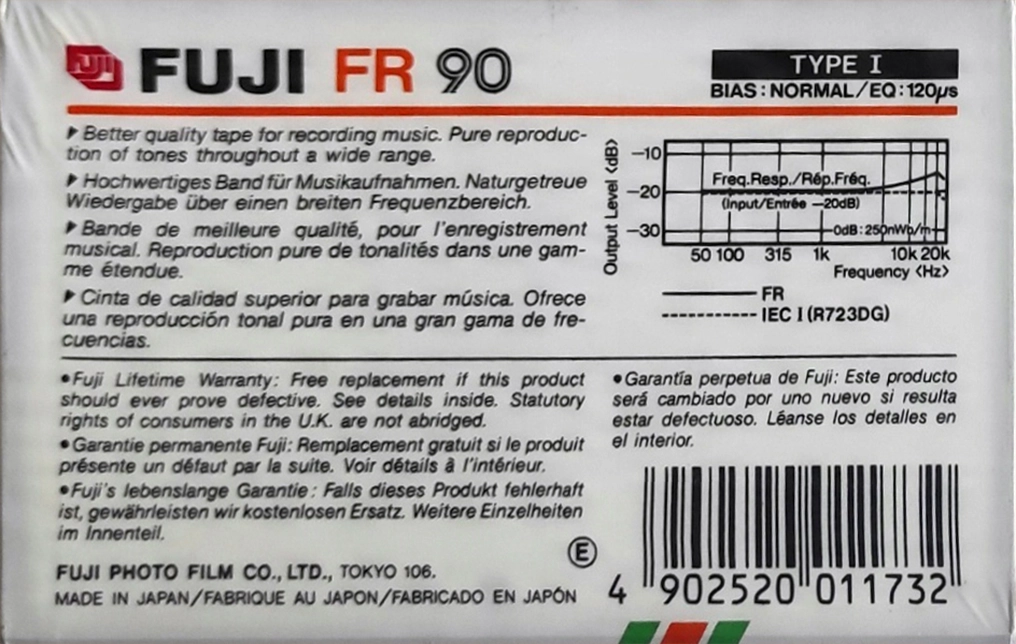 FUJI FUJI FR 90
TYPE I
BIAS : NORMAL/EQ : 120µs
Better quality tape for recording music. Pure reproduc-
tion of tones throughout a wide range.
Hochwertiges Band für Musikaufnahmen. Naturgetreue
Wiedergabe über einen breiten Frequenzbereich.
Bande de meilleure qualité, pour l'enregistrement
musical. Reproduction pure de tonalités dans une gam-
me étendue.
Cinta de calidad superior para grabar música. Ofrece
una reproducción tonal pura en una gran gama de fre-
cuencias.
Output Level <dB>
-10
-20
-30
Freq.Resp./Rép.Fréq.
(Input/Entrée -20dB)
0dB : 250nWb/m
50 100 315 1k 10k 20k
Frequency <Hz>
FR
IEC I (R723DG)
•Fuji Lifetime Warranty: Free replacement if this product
should ever prove defective. See details inside. Statutory
rights of consumers in the U.K. are not abridged.
•Garantie permanente Fuji: Remplacement gratuit si le produit
présente un défaut par la suite. Voir détails à l'intérieur.
•Fuji's lebenslange Garantie : Falls dieses Produkt fehlerhaft
ist, gewährleisten wir kostenlosen Ersatz. Weitere Einzelheiten
im Innenteil.
•Garantía perpetua de Fuji: Este producto
será cambiado por uno nuevo si resulta
estar defectuoso. Léanse los detalles en
el interior.
E
FUJI PHOTO FILM CO., LTD., TOKYO 106.
MADE IN JAPAN/FABRIQUE AU JAPON/FABRICADO EN JAPÓN
4 902520 011732